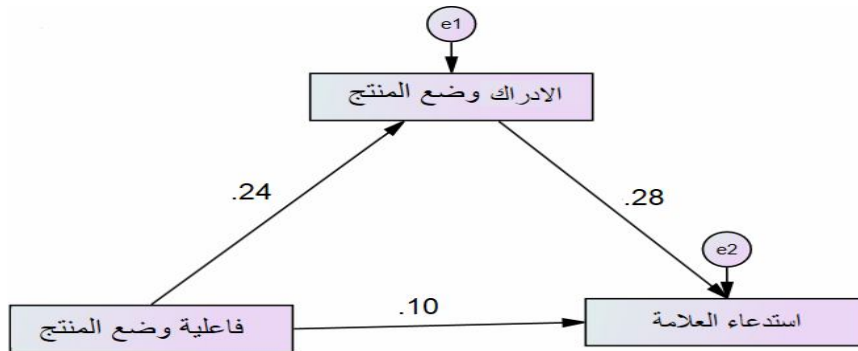 e1
الادراك وضع المنتج
.24
.28
e2
فاعلية وضع المنتج
.10
استدعاء العلامة